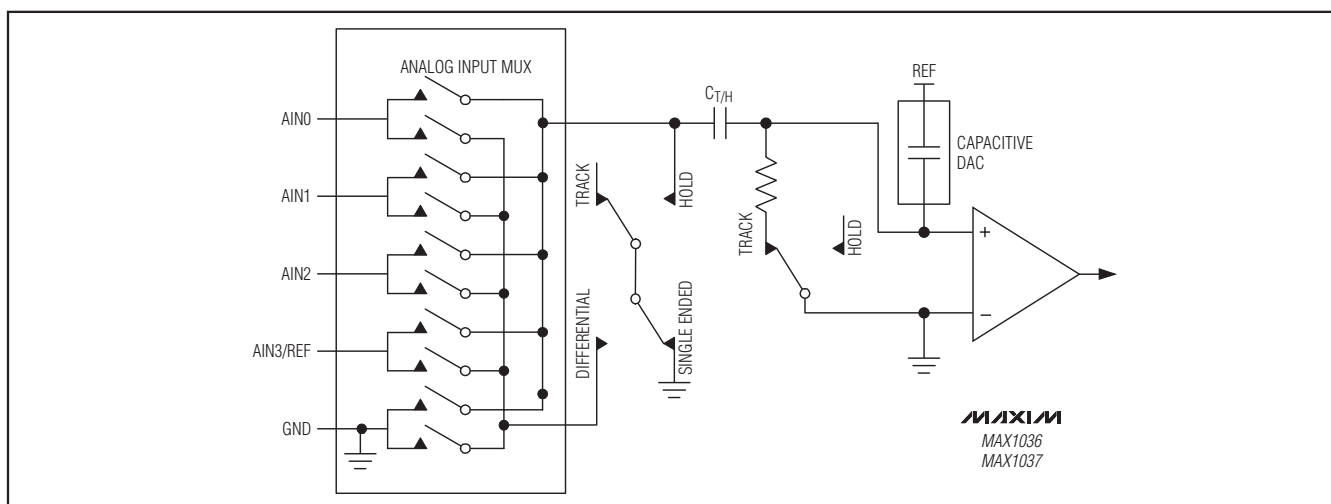 ANALOG INPUT MUX
AIN0
AIN1
AIN2
AIN3/REF
GND
TRACK
HOLD
DIFFERENTIAL
SINGLE ENDED
CT/H
TRACK
HOLD
REF
CAPACITIVE
DAC
+
−
MAXIM
MAX1036
MAX1037